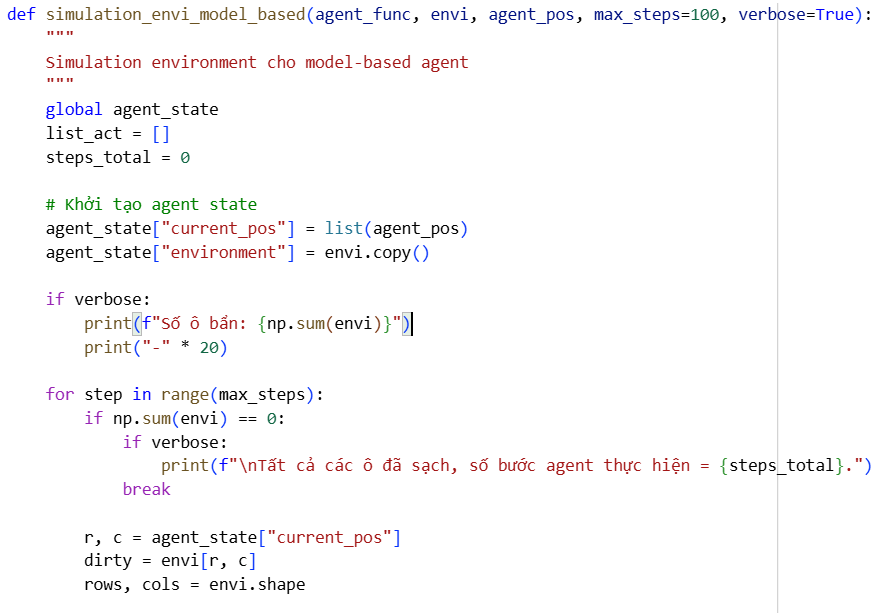 def simulation_envi_model_based(agent_func, envi, agent_pos, max_steps=100, verbose=True):
    """
    Simulation environment cho model-based agent
    """
    global agent_state
    list_act = []
    steps_total = 0

    # Khởi tạo agent state
    agent_state["current_pos"] = list(agent_pos)
    agent_state["environment"] = envi.copy()

    if verbose:
        print(f"Số ô bẩn: {np.sum(envi)}")
        print("-" * 20)

    for step in range(max_steps):
        if np.sum(envi) == 0:
            if verbose:
                print(f"\nTất cả các ô đã sạch, số bước agent thực hiện = {steps_total}.")
            break

        r, c = agent_state["current_pos"]
        dirty = envi[r, c]
        rows, cols = envi.shape